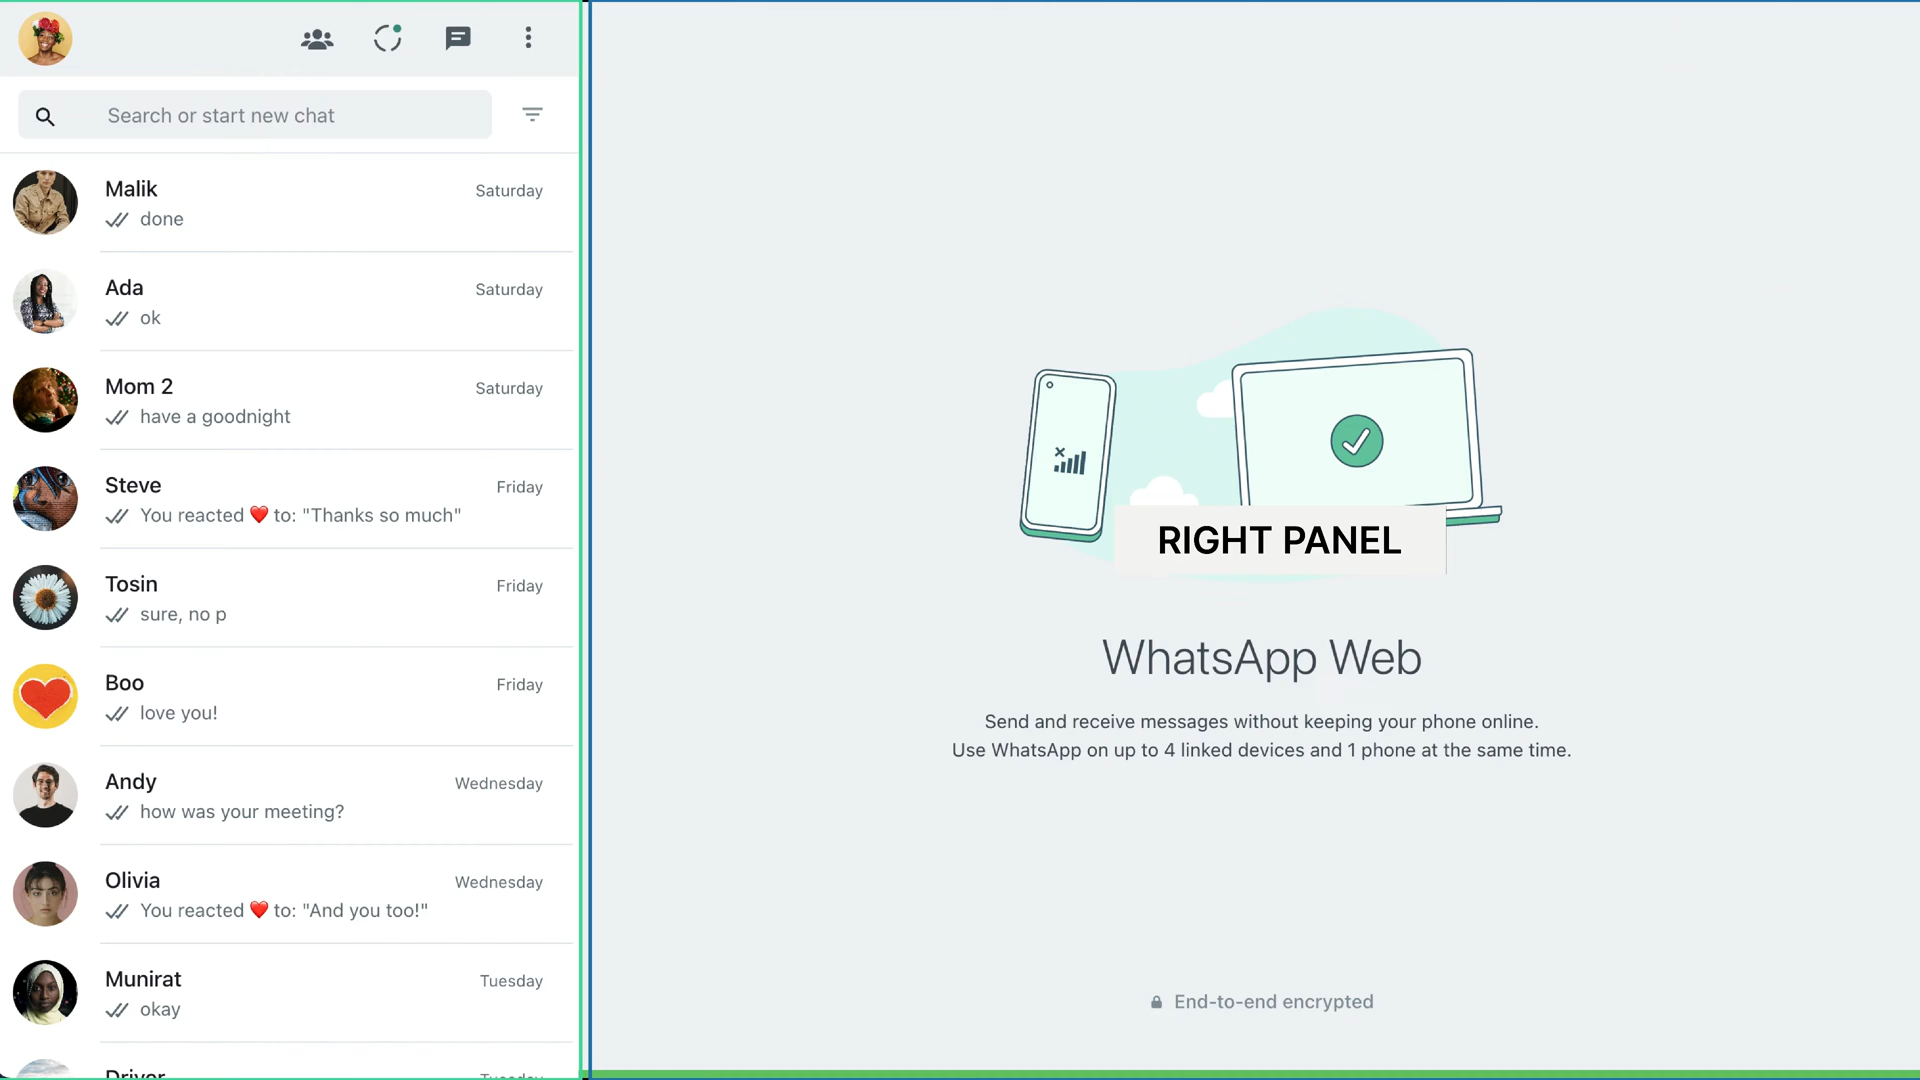 Search or start new chat
Malik
Saturday
done
Ada
Saturday
ok
Mom 2
Saturday
have a goodnight
Steve
Friday
You reacted ❤️ to: "Thanks so much"
Tosin
Friday
sure, no p
Boo
Friday
love you!
Andy
Wednesday
how was your meeting?
Olivia
Wednesday
You reacted ❤️ to: "And you too!"
Munirat
Tuesday
okay
Driver
Tuesday
RIGHT PANEL
WhatsApp Web
Send and receive messages without keeping your phone online.
Use WhatsApp on up to 4 linked devices and 1 phone at the same time.
End-to-end encrypted